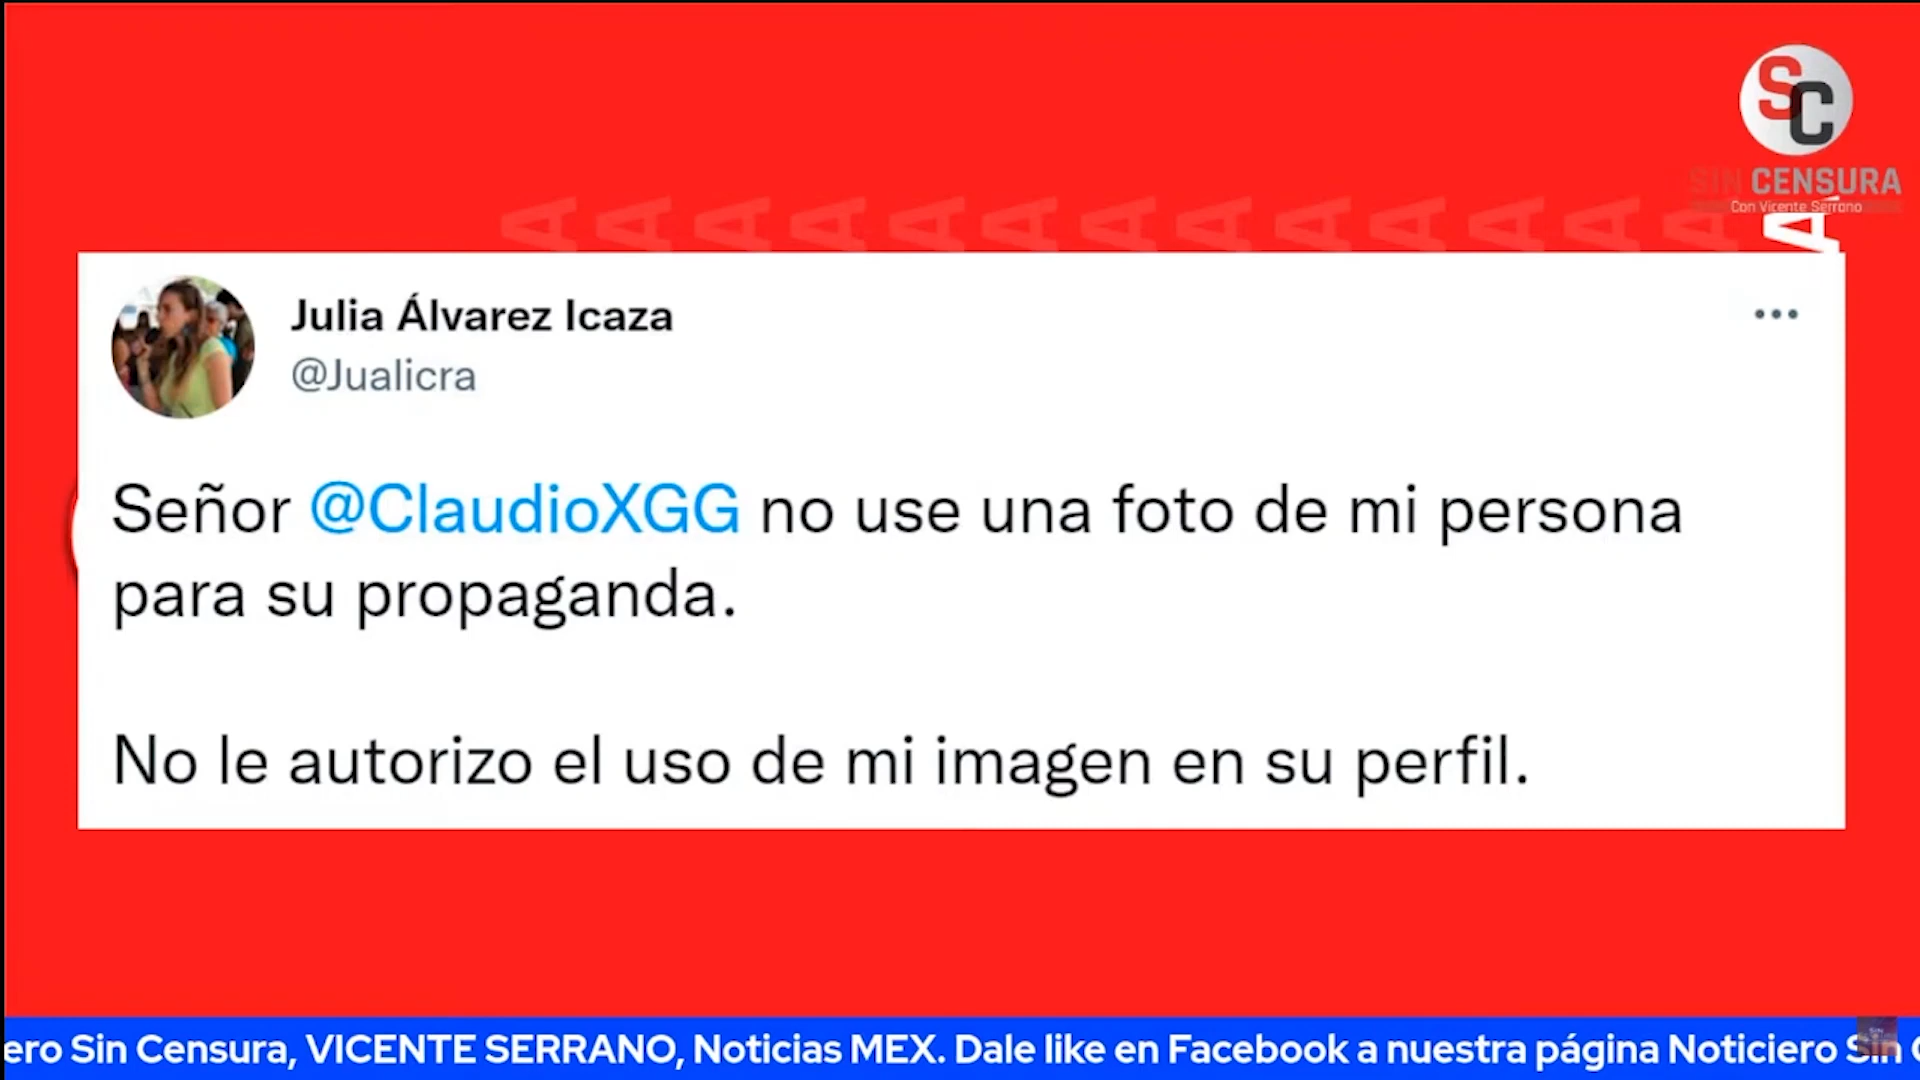 SC
SIN CENSURA
Con Vicente Serrano
A A A A A A A A A A A A A A
Julia Álvarez Icaza
@Jualicra
Señor @ClaudioXGG no use una foto de mi persona
para su propaganda.
No le autorizo el uso de mi imagen en su perfil.
ero Sin Censura, VICENTE SERRANO, Noticias MEX. Dale like en Facebook a nuestra página Noticiero Sin C